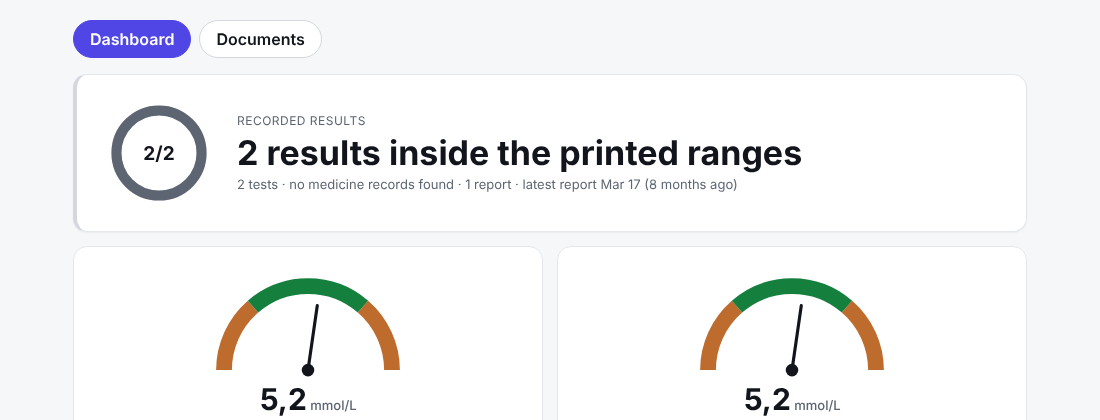 Dashboard Documents
2/2
RECORDED RESULTS
2 results inside the printed ranges
2 tests · no medicine records found · 1 report · latest report Mar 17 (8 months ago)
5,2 mmol/L
5,2 mmol/L